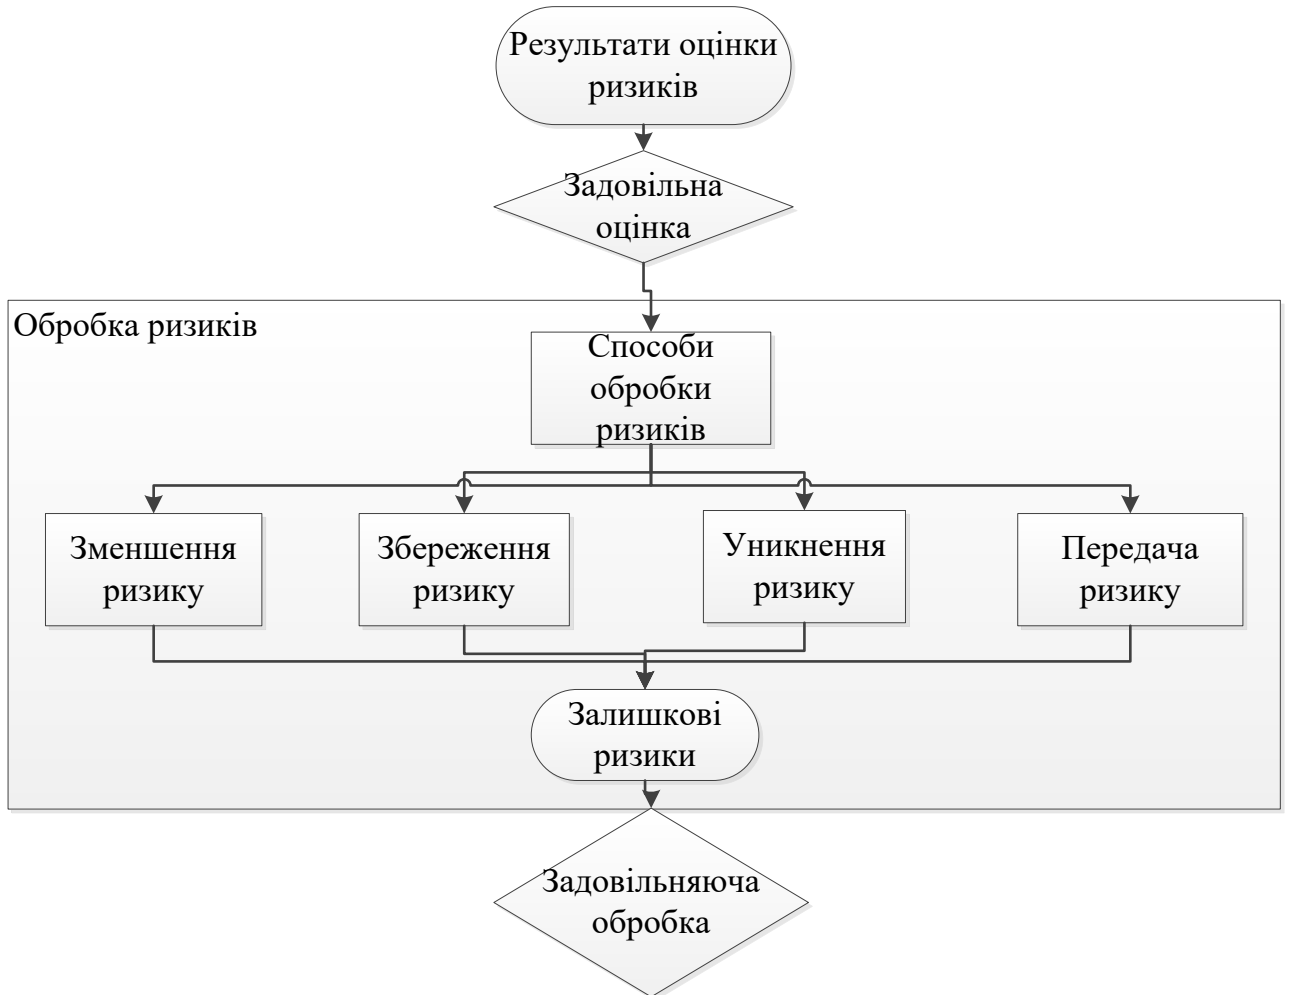 Результати оцінки
ризиків
Задовільна
оцінка
Обробка ризиків
Способи
обробки
ризиків
Зменшення
ризику
Збереження
ризику
Уникнення
ризику
Передача
ризику
Залишкові
ризики
Задовільняюча
обробка